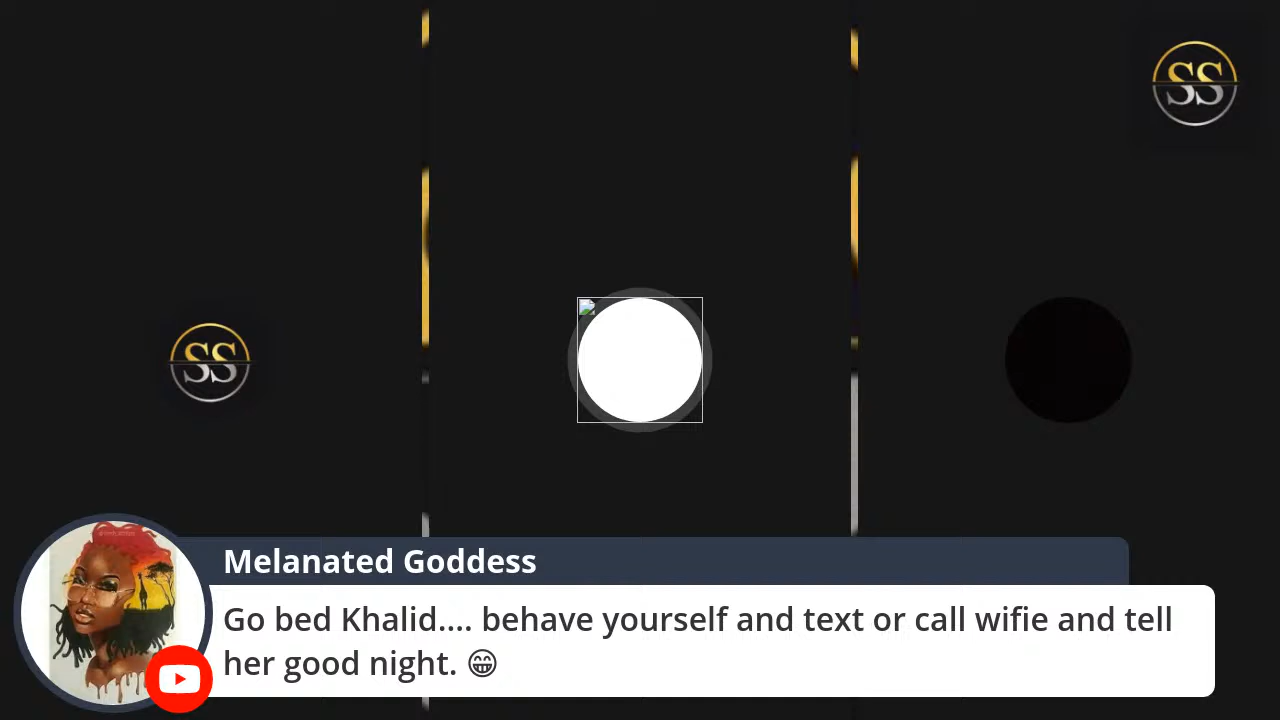 SS
SS
Melanated Goddess
Go bed Khalid.... behave yourself and text or call wifie and tell
her good night. 😁